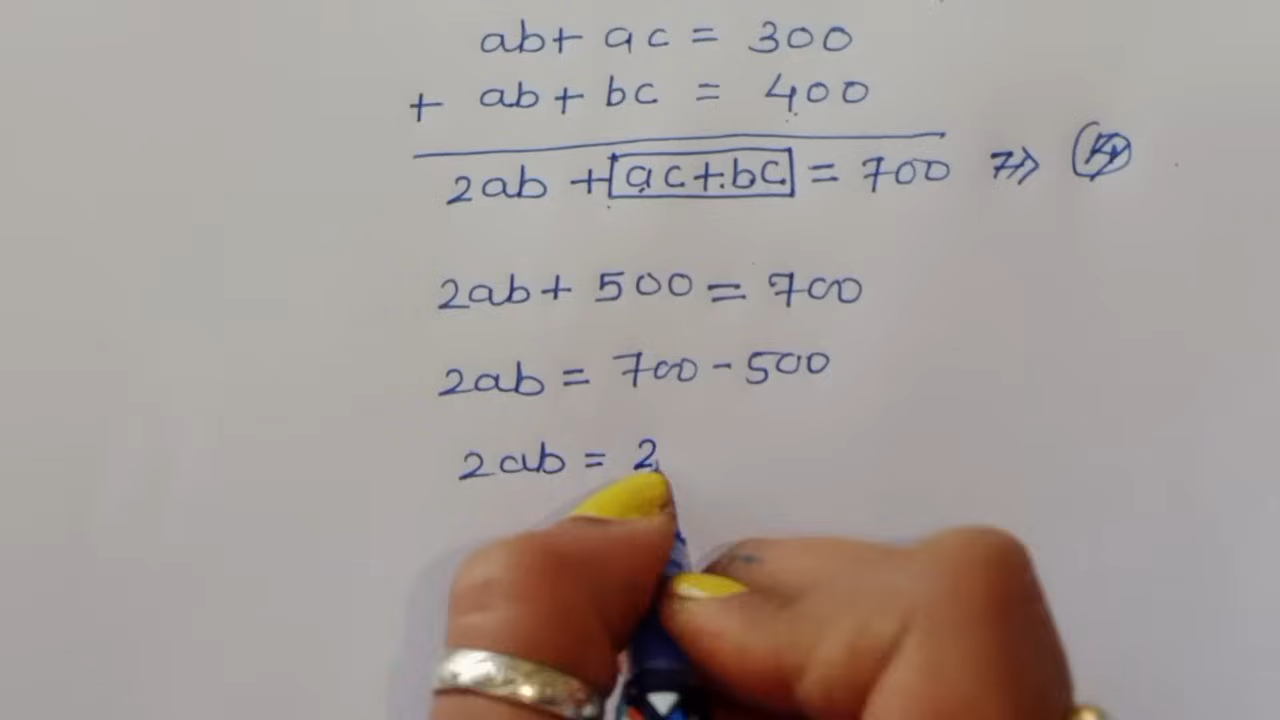 ab + ac = 300
+ ab + bc = 400
2ab + ac + bc = 700 ⇒
2ab + 500 = 700
2ab = 700 - 500
2ab = 2